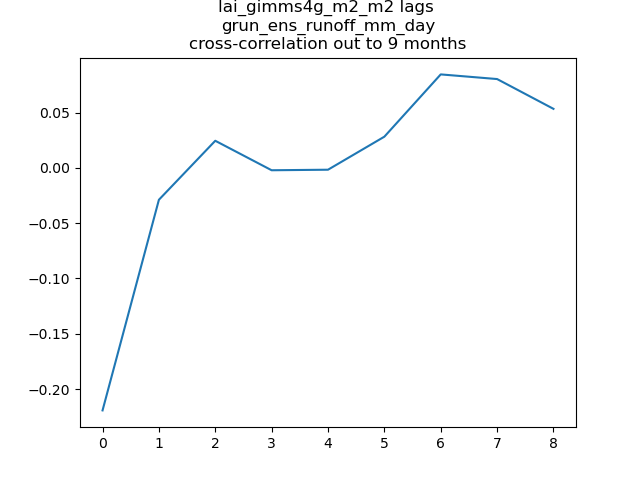 lai_gimms4g_m2_m2 lags
grun_ens_runoff_mm_day
cross-correlation out to 9 months
0.05
0.00
−0.05
−0.10
−0.15
−0.20
0 1 2 3 4 5 6 7 8